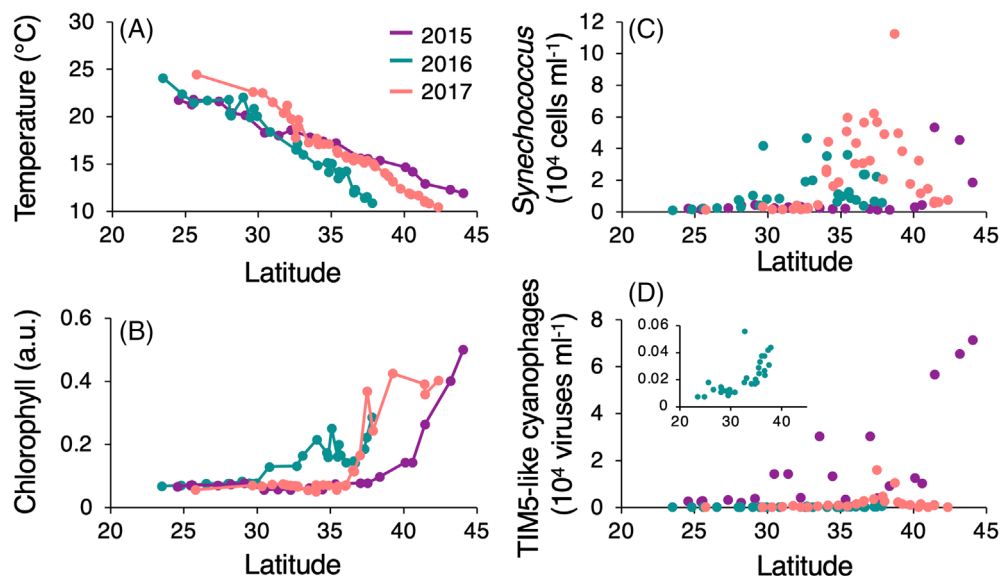 (A)
Temperature (°C)
30
25
20
15
10
2015
2016
2017
20 25 30 35 40 45
Latitude
(C)
Synechococcus
(10⁴ cells ml⁻¹)
12
10
8
6
4
2
0
20 25 30 35 40 45
Latitude
(B)
Chlorophyll (a.u.)
0.6
0.4
0.2
0
20 25 30 35 40 45
Latitude
(D)
TIM5-like cyanophages
(10⁴ viruses ml⁻¹)
8
6
4
2
0
0.06
0.04
0.02
0
20 30 40
20 25 30 35 40 45
Latitude